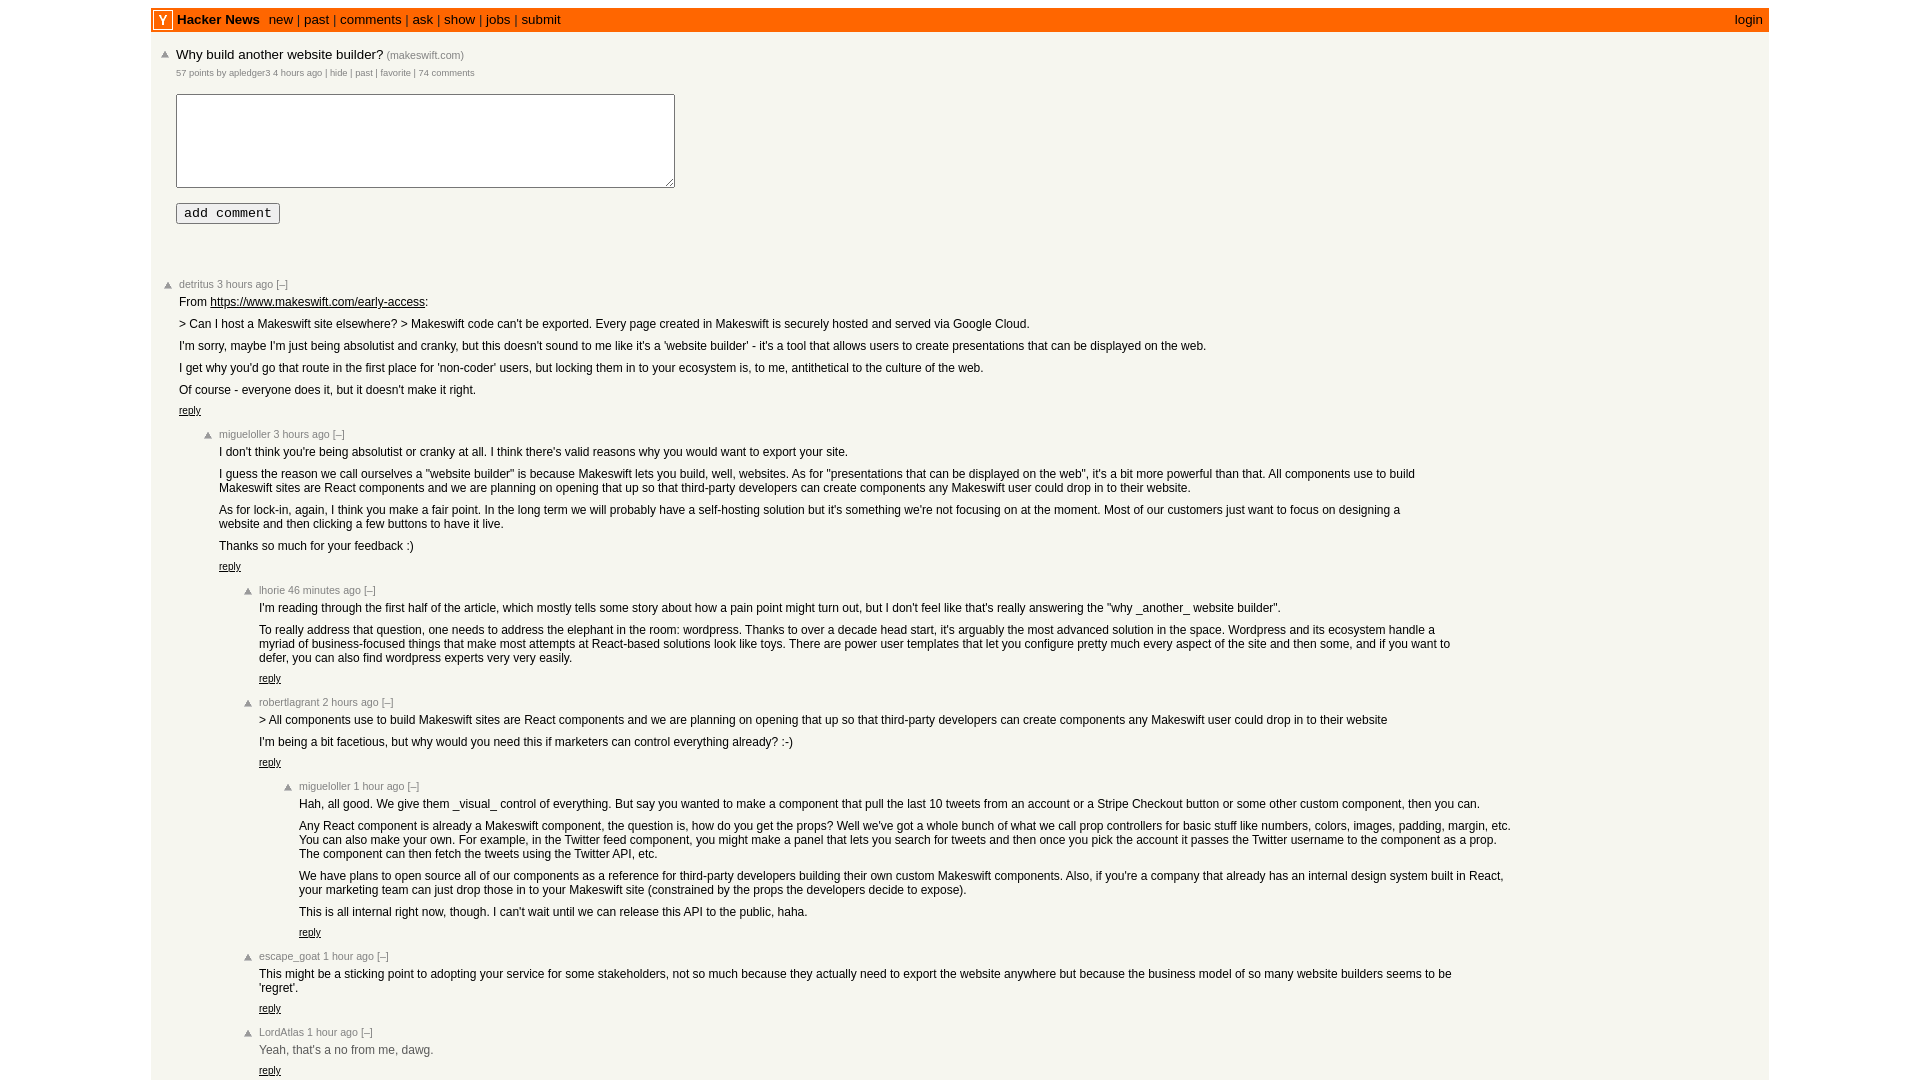 Y Hacker News new | past | comments | ask | show | jobs | submit login
Why build another website builder? (makeswift.com)
57 points by apledger3 4 hours ago | hide | past | favorite | 74 comments
add comment
detritus 3 hours ago [–]
From https://www.makeswift.com/early-access:
> Can I host a Makeswift site elsewhere? > Makeswift code can't be exported. Every page created in Makeswift is securely hosted and served via Google Cloud.
I'm sorry, maybe I'm just being absolutist and cranky, but this doesn't sound to me like it's a 'website builder' - it's a tool that allows users to create presentations that can be displayed on the web.
I get why you'd go that route in the first place for 'non-coder' users, but locking them in to your ecosystem is, to me, antithetical to the culture of the web.
Of course - everyone does it, but it doesn't make it right.
reply
migueloller 3 hours ago [–]
I don't think you're being absolutist or cranky at all. I think there's valid reasons why you would want to export your site.
I guess the reason we call ourselves a "website builder" is because Makeswift lets you build, well, websites. As for "presentations that can be displayed on the web", it's a bit more powerful than that. All components use to build
Makeswift sites are React components and we are planning on opening that up so that third-party developers can create components any Makeswift user could drop in to their website.
As for lock-in, again, I think you make a fair point. In the long term we will probably have a self-hosting solution but it's something we're not focusing on at the moment. Most of our customers just want to focus on designing a
website and then clicking a few buttons to have it live.
Thanks so much for your feedback :)
reply
lhorie 46 minutes ago [–]
I'm reading through the first half of the article, which mostly tells some story about how a pain point might turn out, but I don't feel like that's really answering the "why _another_ website builder".
To really address that question, one needs to address the elephant in the room: wordpress. Thanks to over a decade head start, it's arguably the most advanced solution in the space. Wordpress and its ecosystem handle a
myriad of business-focused things that make most attempts at React-based solutions look like toys. There are power user templates that let you configure pretty much every aspect of the site and then some, and if you want to
defer, you can also find wordpress experts very very easily.
reply
robertlagrant 2 hours ago [–]
> All components use to build Makeswift sites are React components and we are planning on opening that up so that third-party developers can create components any Makeswift user could drop in to their website
I'm being a bit facetious, but why would you need this if marketers can control everything already? :-)
reply
migueloller 1 hour ago [–]
Hah, all good. We give them _visual_ control of everything. But say you wanted to make a component that pull the last 10 tweets from an account or a Stripe Checkout button or some other custom component, then you can.
Any React component is already a Makeswift component, the question is, how do you get the props? Well we've got a whole bunch of what we call prop controllers for basic stuff like numbers, colors, images, padding, margin, etc.
You can also make your own. For example, in the Twitter feed component, you might make a panel that lets you search for tweets and then once you pick the account it passes the Twitter username to the component as a prop.
The component can then fetch the tweets using the Twitter API, etc.
We have plans to open source all of our components as a reference for third-party developers building their own custom Makeswift components. Also, if you're a company that already has an internal design system built in React,
your marketing team can just drop those in to your Makeswift site (constrained by the props the developers decide to expose).
This is all internal right now, though. I can't wait until we can release this API to the public, haha.
reply
escape_goat 1 hour ago [–]
This might be a sticking point to adopting your service for some stakeholders, not so much because they actually need to export the website anywhere but because the business model of so many website builders seems to be
'regret'.
reply
LordAtlas 1 hour ago [–]
Yeah, that's a no from me, dawg.
reply